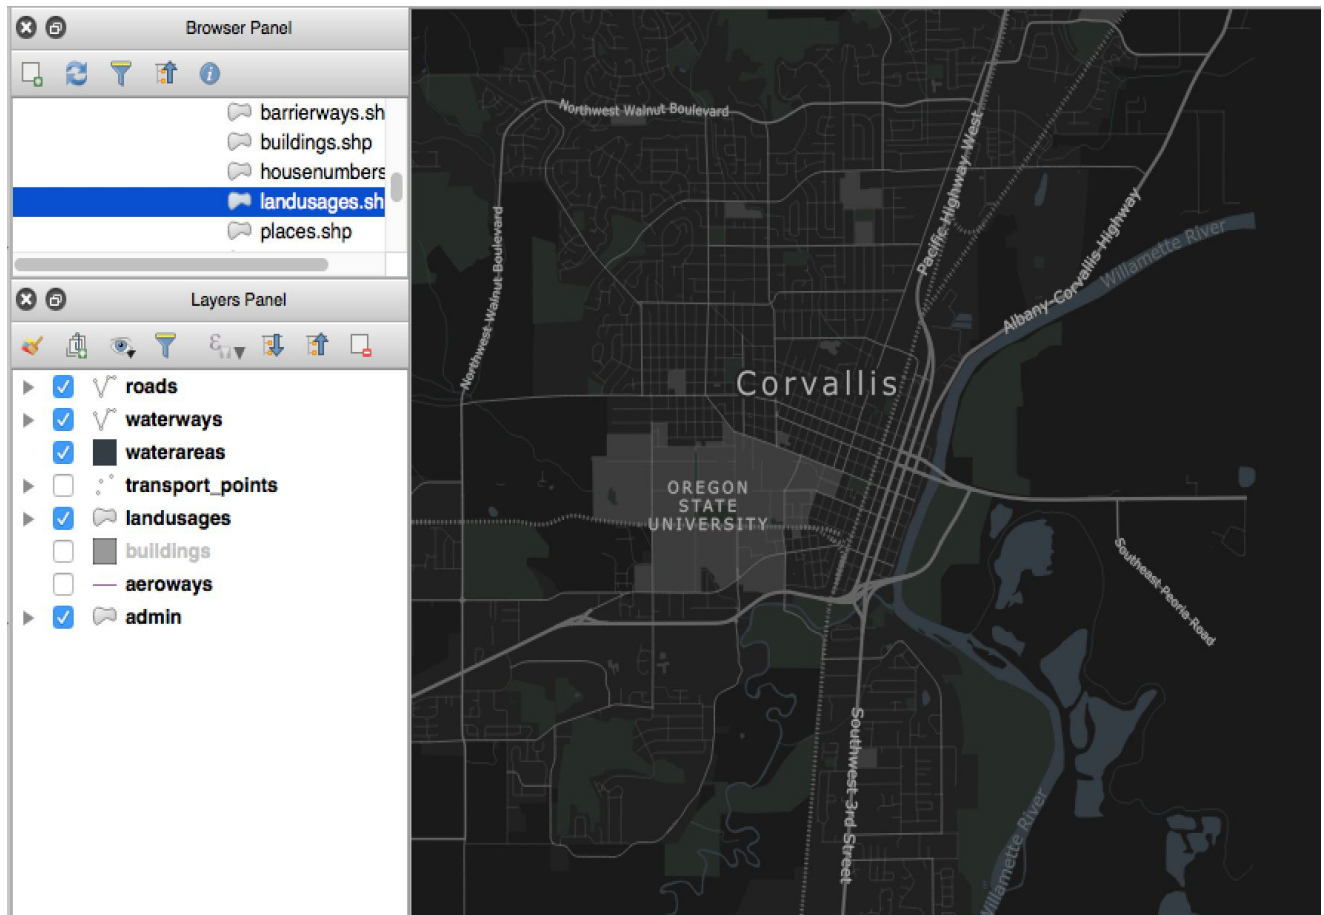 Browser Panel
barrierways.sh
buildings.shp
housenumbers
landusages.sh
places.shp
Layers Panel
roads
waterways
waterareas
transport_points
landusages
buildings
aeroways
admin
Northwest Walnut Boulevard
Pacific Highway West
Northwest Walnut Boulevard
Albany-Corvallis Highway
Willamette River
Corvallis
OREGON
STATE
UNIVERSITY
Southeast Peoria Road
Southwest 3rd Street
Willamette River